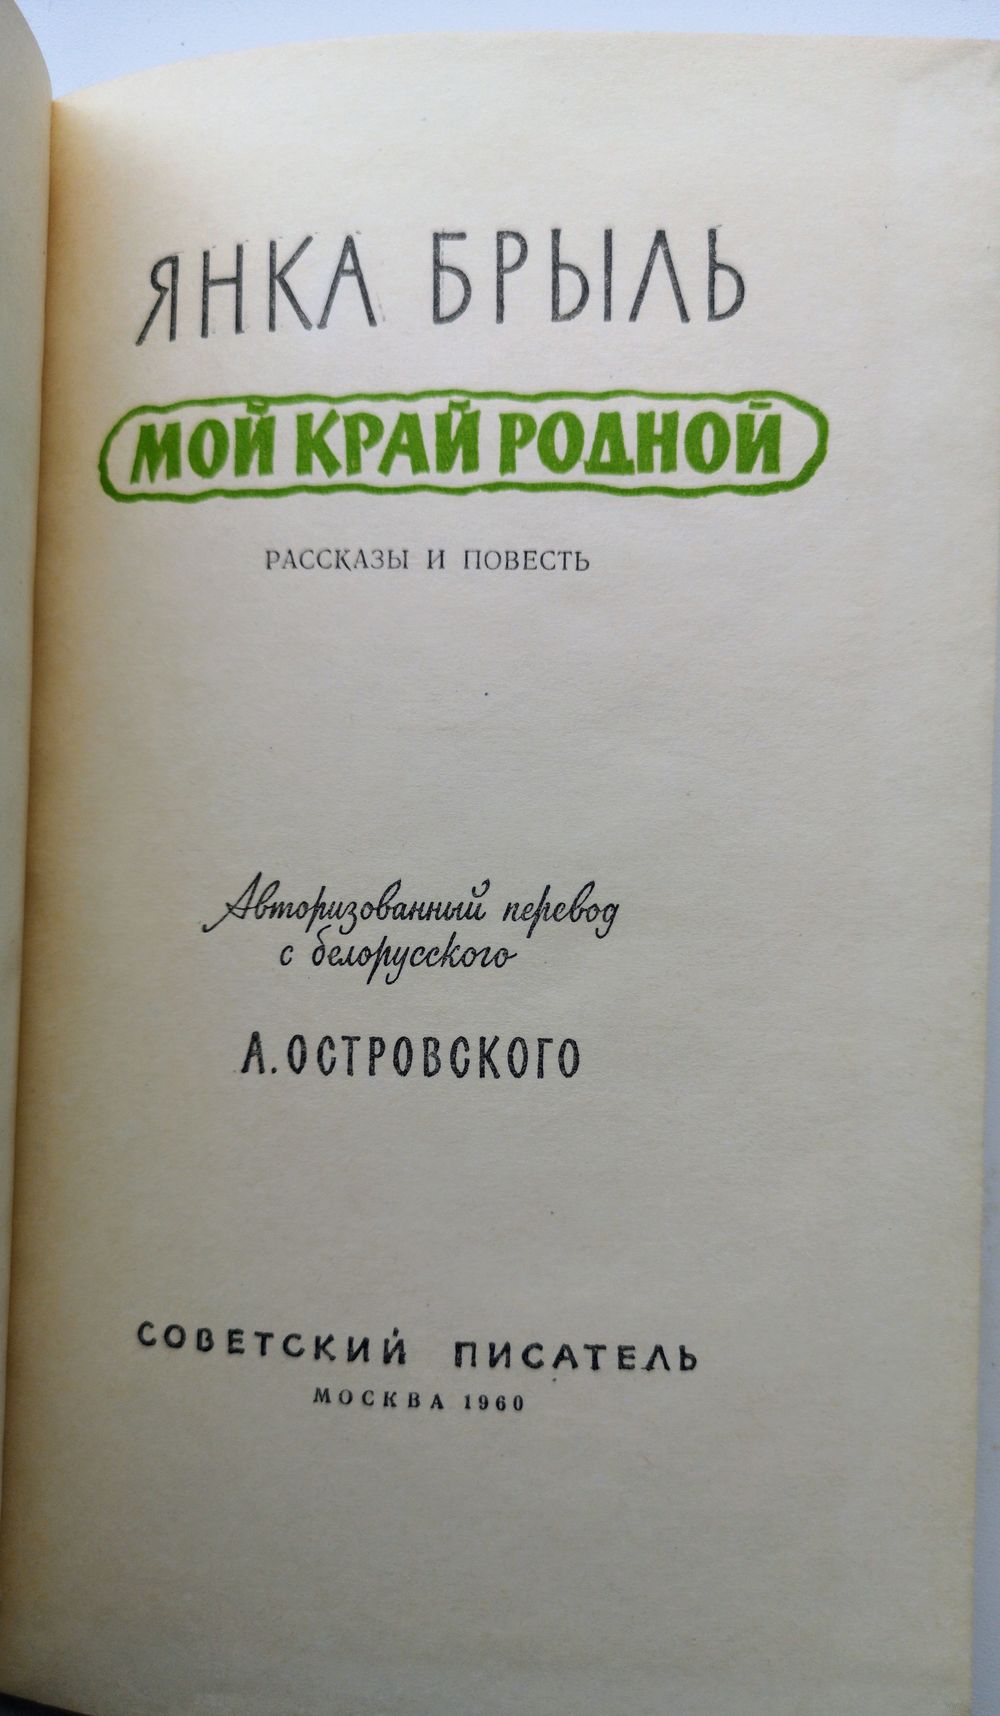 ЯНКА БРЫЛЬ
МОЙ КРАЙ РОДНОЙ
РАССКАЗЫ И ПОВЕСТЬ
Авторизованный перевод
с белорусского
А. ОСТРОВСКОГО
СОВЕТСКИЙ ПИСАТЕЛЬ
МОСКВА 1960